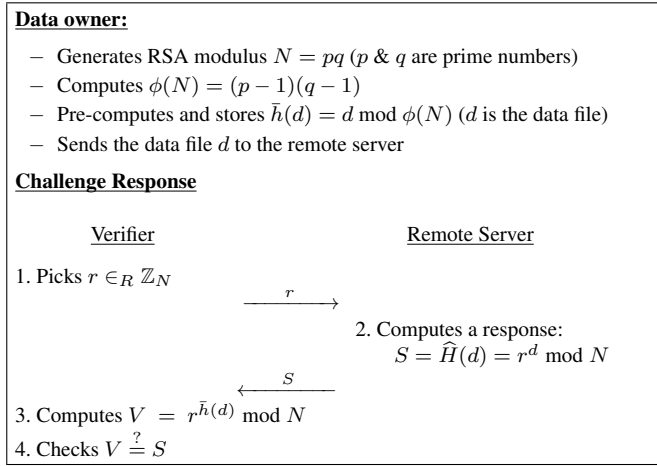 Data owner:
– Generates RSA modulus N = pq (p & q are prime numbers)
– Computes ϕ(N) = (p − 1)(q − 1)
– Pre-computes and stores h̄(d) = d mod ϕ(N) (d is the data file)
– Sends the data file d to the remote server
Challenge Response
Verifier Remote Server
1. Picks r ∈R ℤN
r
2. Computes a response:
S = Ĥ(d) = r^d mod N
S
3. Computes V = r^h̄(d) mod N
4. Checks V ≟ S